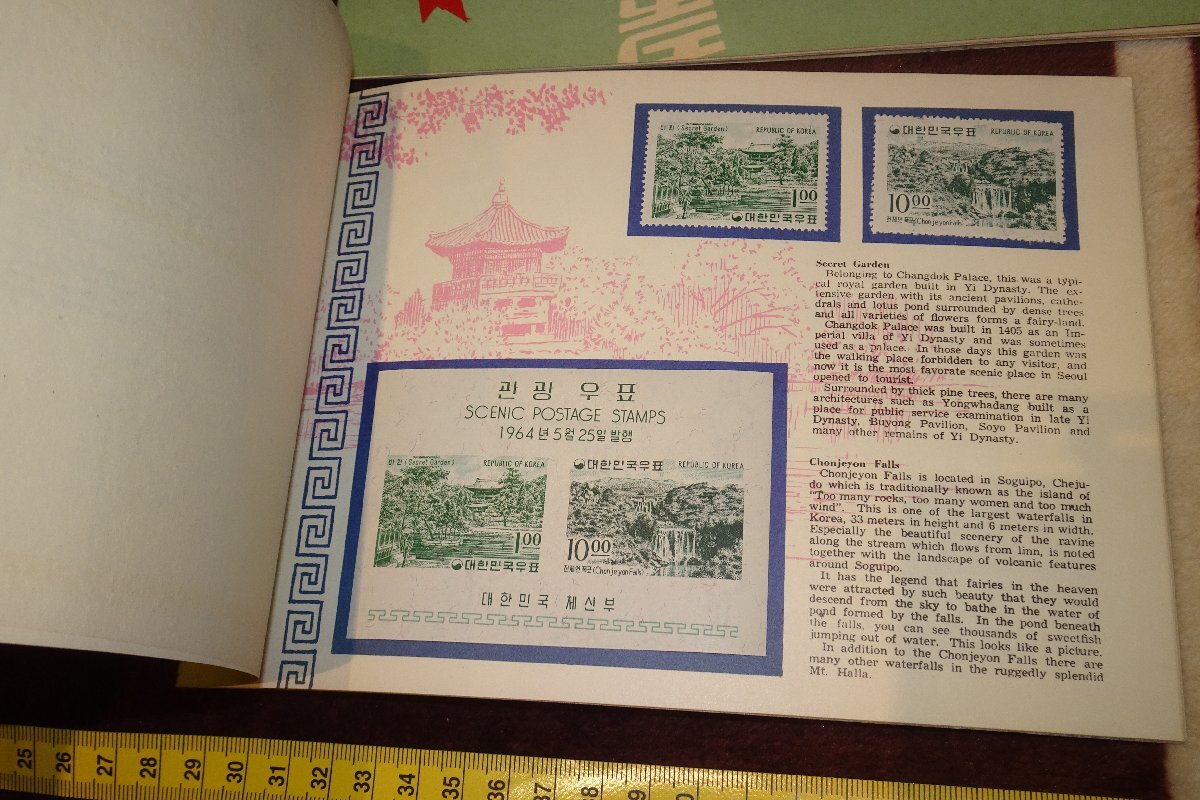 비원 (Secret Garden) REPUBLIC OF KOREA
1.00
대한민국우표
대한민국우표 REPUBLIC OF KOREA
10.00
천제연 폭포 (Chonjeyon Falls)
Secret Garden
Belonging to Changdok Palace, this was a typi-
cal royal garden built in Yi Dynasty. The ex-
tensive garden with its ancient pavilions, cathe-
drals and lotus pond surrounded by dense trees
and all varieties of flowers forms a fairy-land.
Changdok Palace was built in 1405 as an Im-
perial villa of Yi Dynasty and was sometimes
used as a palace. In those days this garden was
the walking place forbidden to any visitor, and
now it is the most favorate scenic place in Seoul
opened to tourist.
Surrounded by thick pine trees, there are many
architectures such as Yongwhadang built as a
place for public service examination in late Yi
Dynasty, Buyong Pavilion, Soyo Pavilion and
many other remains of Yi Dynasty.
관광 우표
SCENIC POSTAGE STAMPS
1964년 5월 25일 발행
비원 (Secret Garden) REPUBLIC OF KOREA
1.00
대한민국우표
대한민국우표 REPUBLIC OF KOREA
10.00
천제연 폭포 (Chonjeyon Falls)
대한민국 체신부
Chonjeyon Falls
Chonjeyon Falls is located in Soguipo, Cheju-
do which is traditionally known as the island of
"Too many rocks, too many women and too much
wind". This is one of the largest waterfalls in
Korea, 33 meters in height and 6 meters in width.
Especially the beautiful scenery of the ravine
along the stream which flows from linn, is noted
together with the landscape of volcanic features
around Soguipo.
It has the legend that fairies in the heaven
were attracted by such beauty that they would
descend from the sky to bathe in the water of
pond formed by the falls. In the pond beneath
the falls, you can see thousands of sweetfish
jumping out of water. This looks like a picture.
In addition to the Chonjeyon Falls there are
many other waterfalls in the ruggedly splendid
Mt. Halla.
25 26 27 28 29 30 31 32 33 34 35 36 37 38 39 40